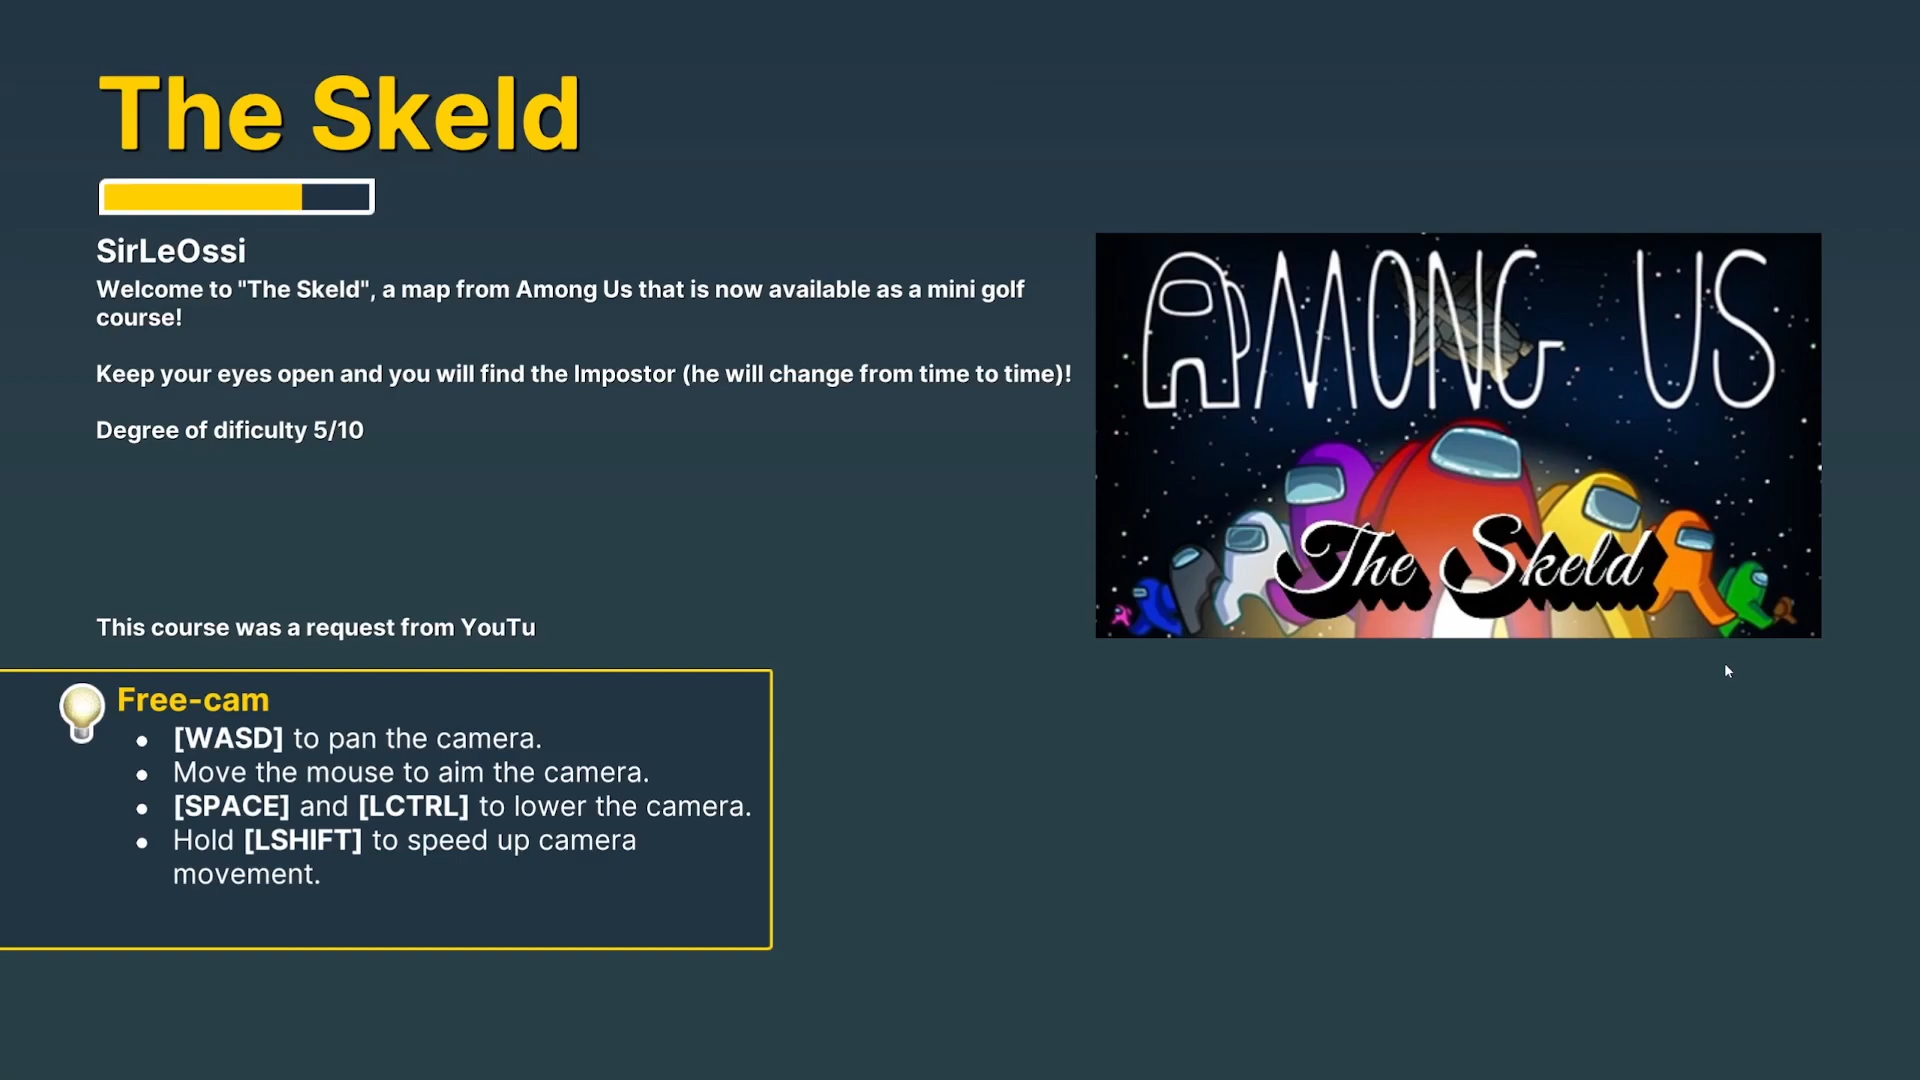 The Skeld
SirLeOssi
Welcome to "The Skeld", a map from Among Us that is now available as a mini golf
course!
Keep your eyes open and you will find the Impostor (he will change from time to time)!
Degree of dificulty 5/10
This course was a request from YouTu
AMONG US
The Skeld
Free-cam
• [WASD] to pan the camera.
• Move the mouse to aim the camera.
• [SPACE] and [LCTRL] to lower the camera.
• Hold [LSHIFT] to speed up camera
movement.